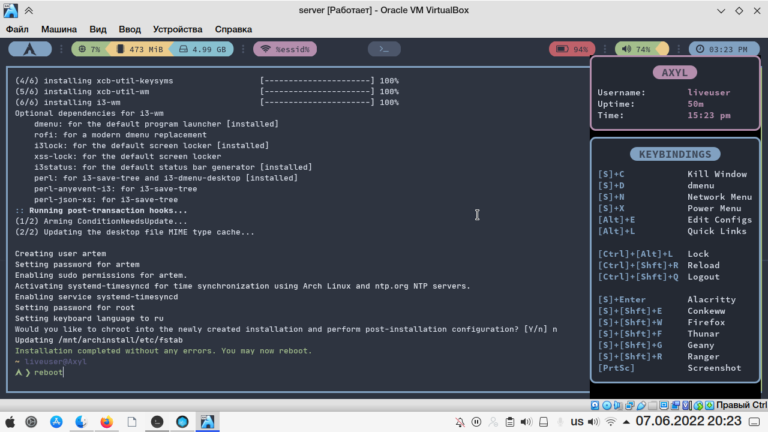 server [Работает] - Oracle VM VirtualBox
Файл Машина Вид Ввод Устройства Справка
7% 473 MiB 4.99 GB %essid% >_ 94% 74% 03:23 PM
(4/6) installing xcb-util-keysyms [----------------------] 100%
(5/6) installing xcb-util-wm [----------------------] 100%
(6/6) installing i3-wm [----------------------] 100%
Optional dependencies for i3-wm
dmenu: for the default program launcher [installed]
rofi: for a modern dmenu replacement
i3lock: for the default screen locker [installed]
xss-lock: for the default screen locker
i3status: for the default status bar generator [installed]
perl: for i3-save-tree and i3-dmenu-desktop [installed]
perl-anyevent-i3: for i3-save-tree
perl-json-xs: for i3-save-tree
:: Running post-transaction hooks...
(1/2) Arming ConditionNeedsUpdate...
(2/2) Updating the desktop file MIME type cache...
Creating user artem
Setting password for artem
Enabling sudo permissions for artem.
Activating systemd-timesyncd for time synchronization using Arch Linux and ntp.org NTP servers.
Enabling service systemd-timesyncd
Setting password for root
Setting keyboard language to ru
Would you like to chroot into the newly created installation and perform post-installation configuration? [Y/n] n
Updating /mnt/archinstall/etc/fstab
Installation completed without any errors. You may now reboot.
~ liveuser@Axyl
❯ reboot
AXYL
Username: liveuser
Uptime: 50m
Time: 15:23 pm
KEYBINDINGS
[S]+C Kill Window
[S]+D dmenu
[S]+N Network Menu
[S]+X Power Menu
[Alt]+E Edit Configs
[Alt]+L Quick Links
[Ctrl]+[Alt]+L Lock
[Ctrl]+[Shft]+R Reload
[Ctrl]+[Shft]+Q Logout
[S]+Enter Alacritty
[S]+[Shft]+E Conkeww
[S]+[Shft]+W Firefox
[S]+[Shft]+F Thunar
[S]+[Shft]+G Geany
[S]+[Shft]+R Ranger
[PrtSc] Screenshot
Правый Ctrl
us 07.06.2022 20:23